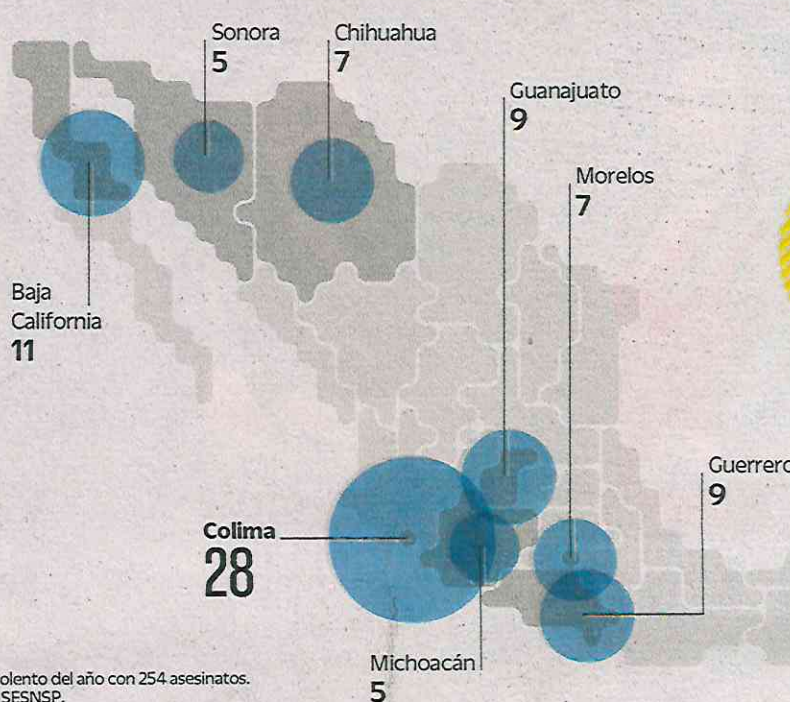 Sonora
5
Chihuahua
7
Guanajuato
9
Morelos
7
Baja
California
11
Guerrero
9
Colima
28
Michoacán
5
olento del año con 254 asesinatos.
SESNSP.